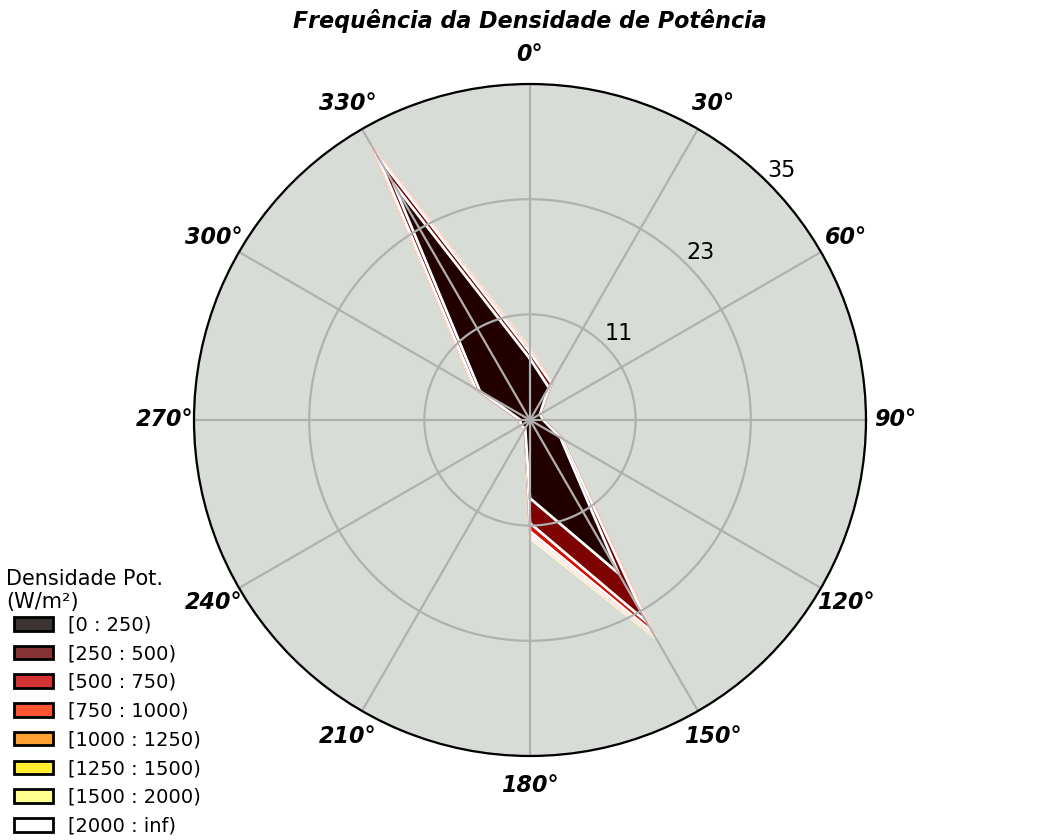 Frequência da Densidade de Potência
0°
330°
30°
35
300°
60°
23
11
270°
90°
Densidade Pot.
(W/m²)
240°
120°
[0 : 250)
[250 : 500)
[500 : 750)
[750 : 1000)
210°
150°
[1000 : 1250)
[1250 : 1500)
180°
[1500 : 2000)
[2000 : inf)